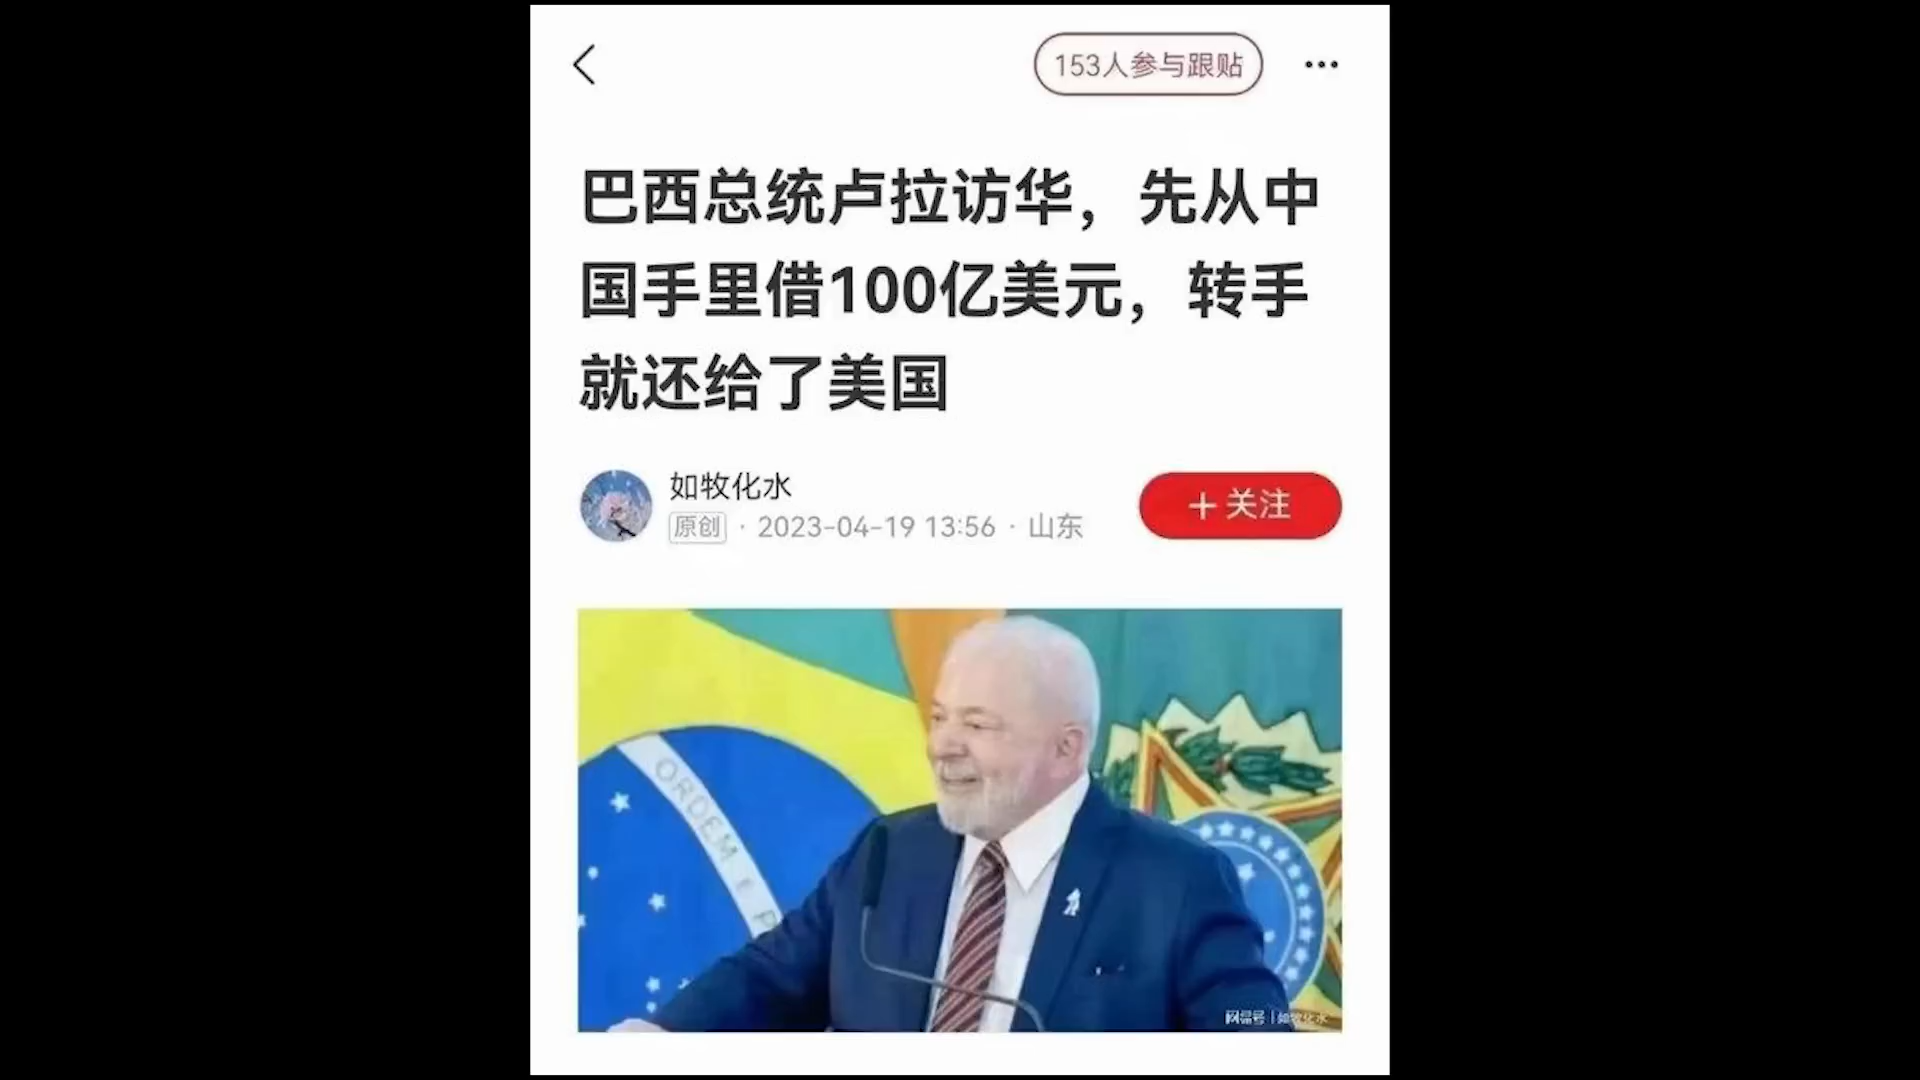 153人参与跟贴
巴西总统卢拉访华，先从中
国手里借100亿美元，转手
就还给了美国
如牧化水
原创 · 2023-04-19 13:56 · 山东
+关注
ORDEM E P
网易号 | 如牧化水